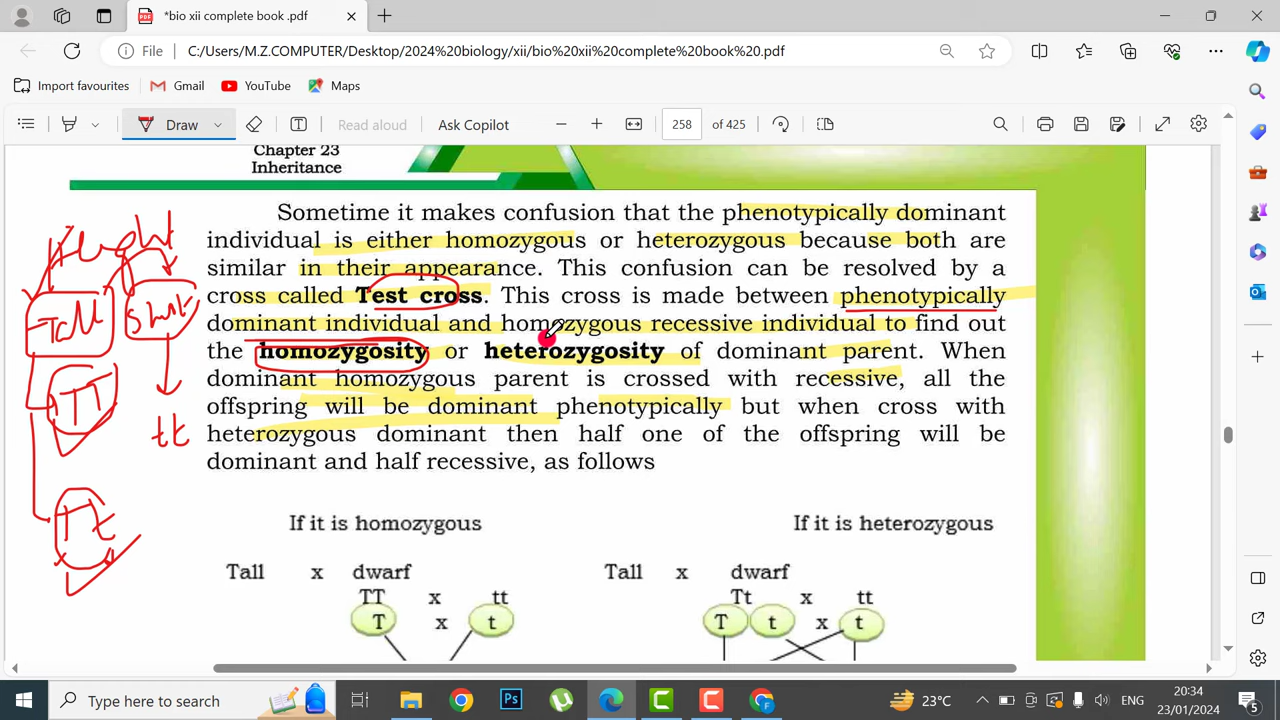 *bio xii complete book .pdf
File
C:/Users/M.Z.COMPUTER/Desktop/2024%20biology/xii/bio%20xii%20complete%20book%20.pdf
Import favourites
Gmail
YouTube
Maps
Draw
Read aloud
Ask Copilot
258
of 425
Chapter 23
Inheritance
Sometime it makes confusion that the phenotypically dominant
individual is either homozygous or heterozygous because both are
similar in their appearance. This confusion can be resolved by a
cross called Test cross. This cross is made between phenotypically
dominant individual and homozygous recessive individual to find out
the homozygosity or heterozygosity of dominant parent. When
dominant homozygous parent is crossed with recessive, all the
offspring will be dominant phenotypically but when cross with
heterozygous dominant then half one of the offspring will be
dominant and half recessive, as follows
Tall
TT
tt
Tt
If it is homozygous
If it is heterozygous
Tall x dwarf
TT x tt
T x t
Tall x dwarf
Tt x tt
T t x t
Type here to search
Ps
23°C
ENG
20:34
23/01/2024
5